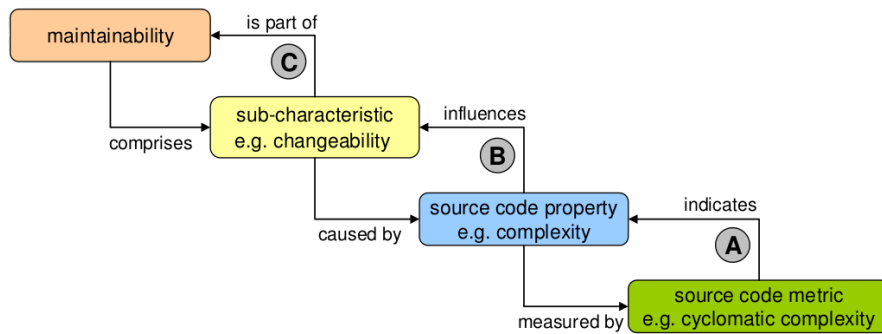 is part of
maintainability
C
sub-characteristic
e.g. changeability
influences
comprises
B
source code property
e.g. complexity
indicates
caused by
A
source code metric
e.g. cyclomatic complexity
measured by